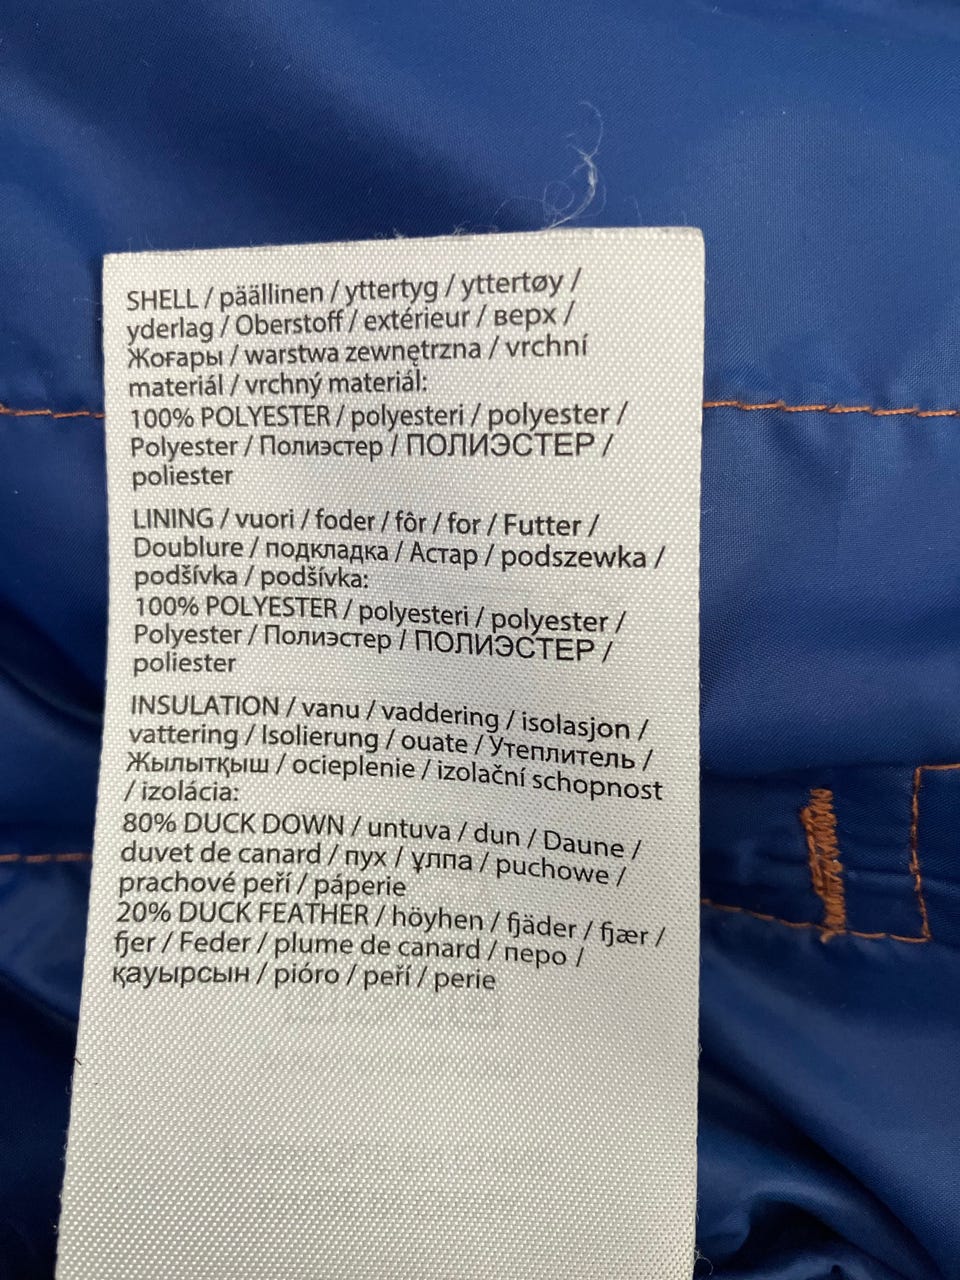 SHELL / päällinen / yttertyg / yttertøy /
yderlag / Oberstoff / extérieur / верх /
Жоғары / warstwa zewnętrzna / vrchní
materiál / vrchný materiál:
100% POLYESTER / polyesteri / polyester /
Polyester / Полиэстер / ПОЛИЭСТЕР /
poliester
LINING / vuori / foder / fôr / for / Futter /
Doublure / подкладка / Астар / podszewka /
podšívka / podšívka:
100% POLYESTER / polyesteri / polyester /
Polyester / Полиэстер / ПОЛИЭСТЕР /
poliester
INSULATION / vanu / vaddering / isolasjon /
vattering / Isolierung / ouate / Утеплитель /
Жылытқыш / ocieplenie / izolační schopnost
/ izolácia:
80% DUCK DOWN / untuva / dun / Daune /
duvet de canard / пух / ұлпа / puchowe /
prachové peří / páperie
20% DUCK FEATHER / höyhen / fjäder / fjær /
fjer / Feder / plume de canard / перо /
қауырсын / pióro / peří / perie